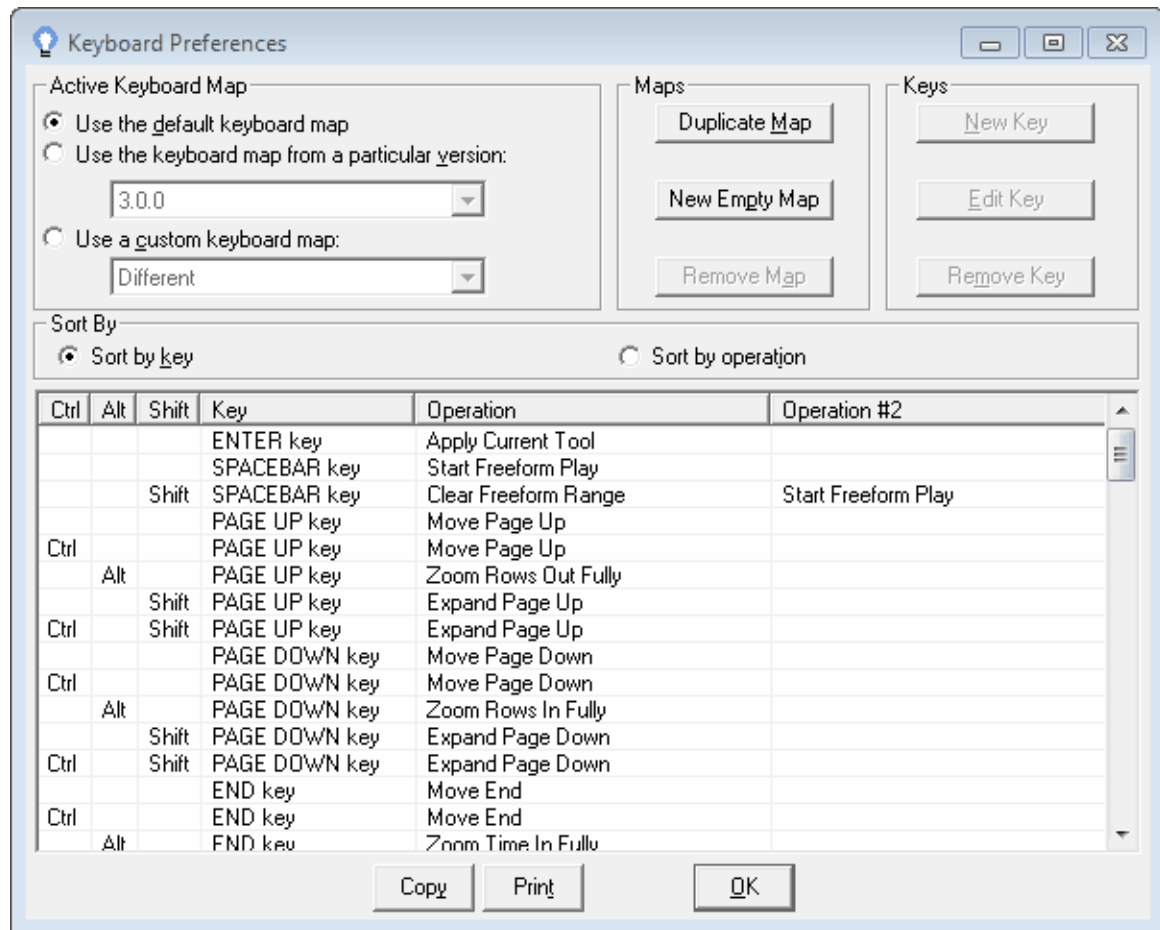 Keyboard Preferences
Active Keyboard Map
Use the default keyboard map
Use the keyboard map from a particular version:
3.0.0
Use a custom keyboard map:
Different
Maps
Duplicate Map
New Empty Map
Remove Map
Keys
New Key
Edit Key
Remove Key
Sort By
Sort by key Sort by operation
Ctrl Alt Shift Key Operation Operation #2
ENTER key Apply Current Tool
SPACEBAR key Start Freeform Play
Shift SPACEBAR key Clear Freeform Range Start Freeform Play
PAGE UP key Move Page Up
Ctrl PAGE UP key Move Page Up
Alt PAGE UP key Zoom Rows Out Fully
Shift PAGE UP key Expand Page Up
Ctrl Shift PAGE UP key Expand Page Up
PAGE DOWN key Move Page Down
Ctrl PAGE DOWN key Move Page Down
Alt PAGE DOWN key Zoom Rows In Fully
Shift PAGE DOWN key Expand Page Down
Ctrl Shift PAGE DOWN key Expand Page Down
END key Move End
Ctrl END key Move End
Alt END key Zoom Time In Fully
Copy Print OK